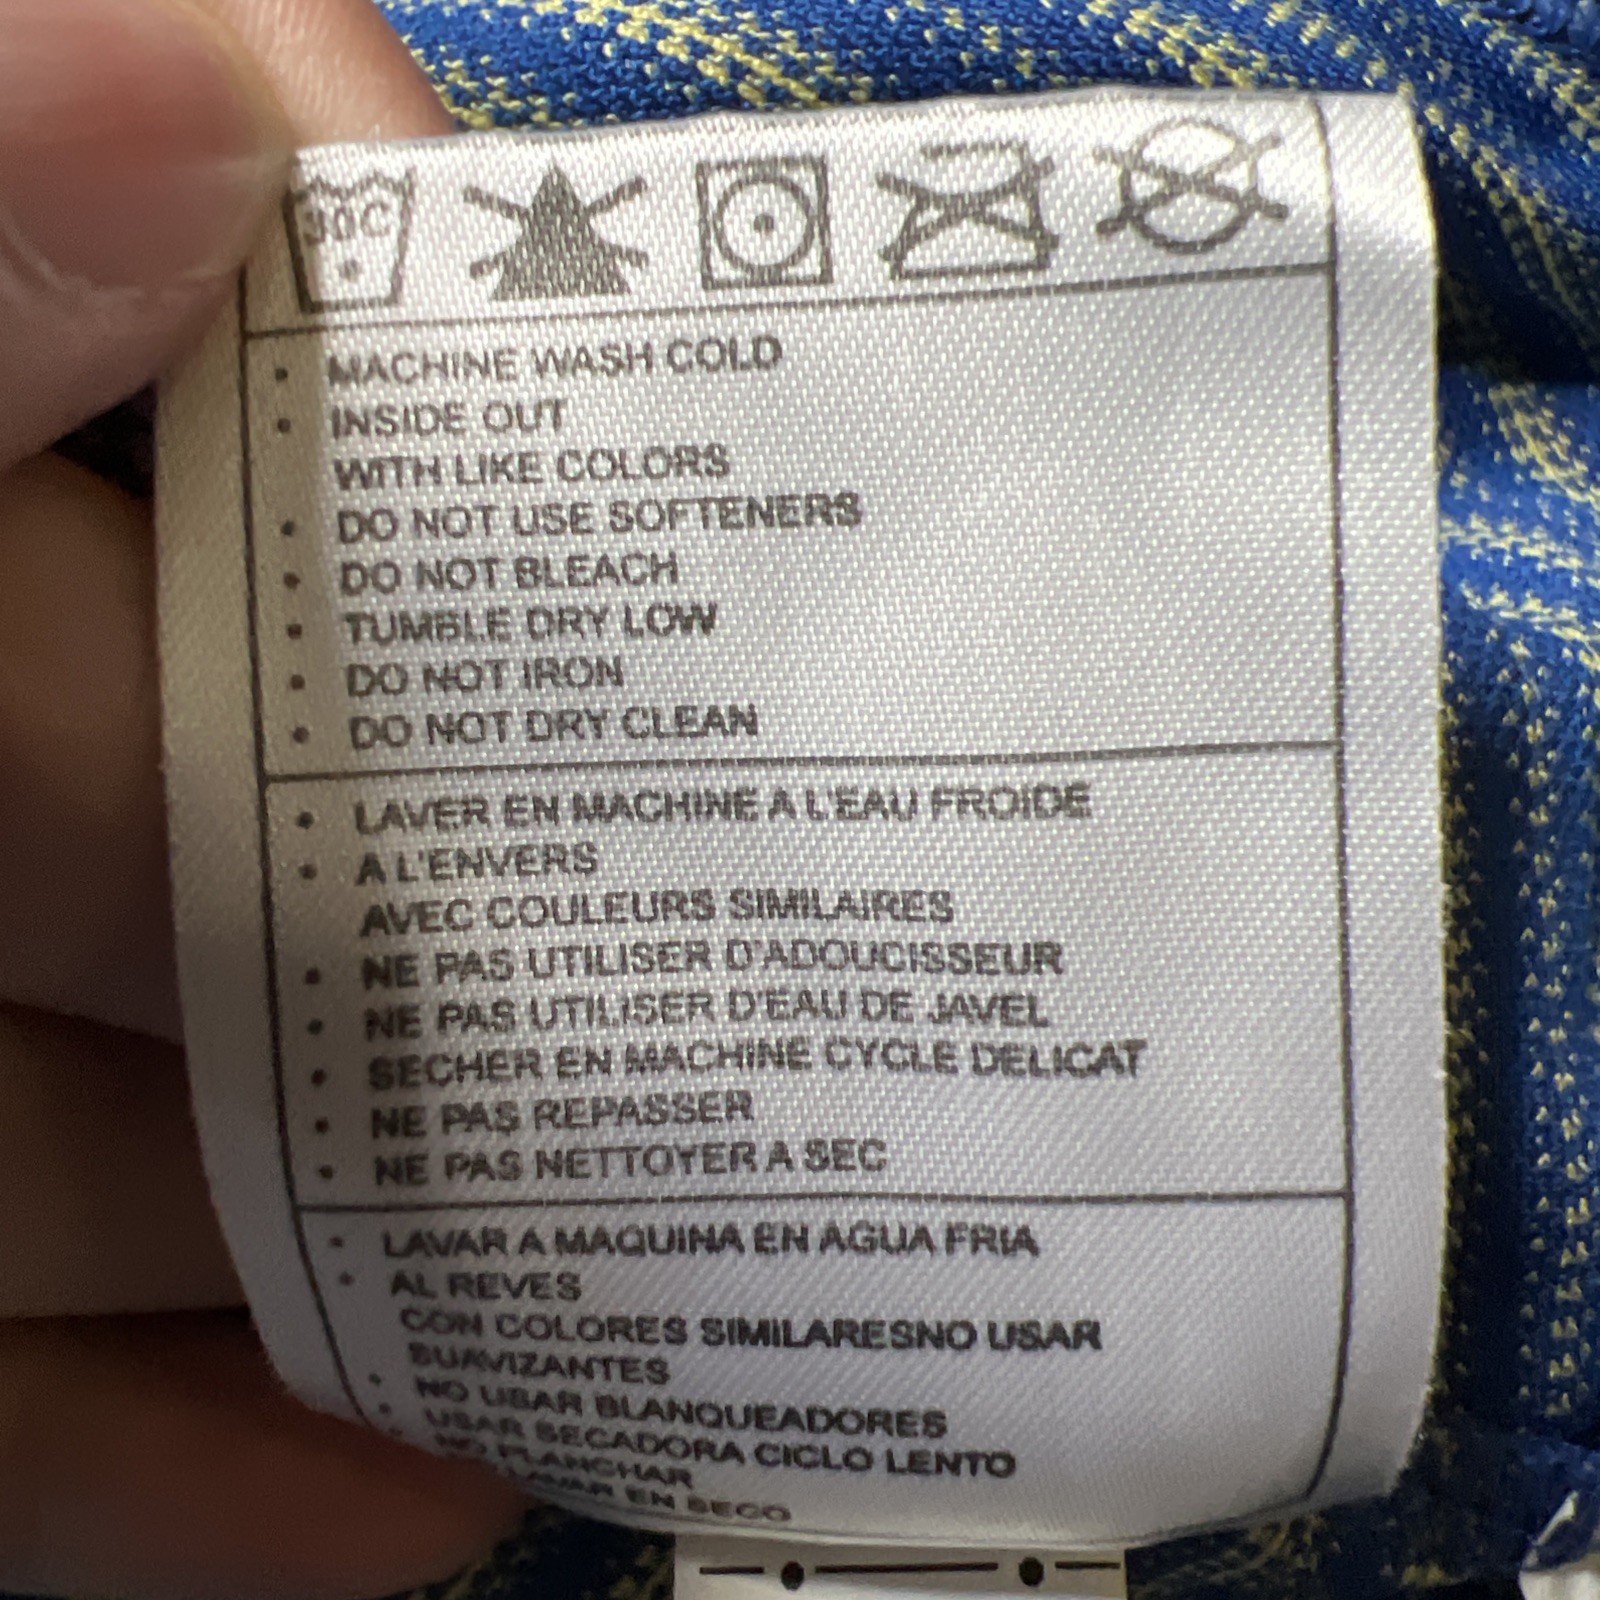 30C
MACHINE WASH COLD
INSIDE OUT
WITH LIKE COLORS
DO NOT USE SOFTENERS
DO NOT BLEACH
TUMBLE DRY LOW
DO NOT IRON
DO NOT DRY CLEAN
LAVER EN MACHINE A L'EAU FROIDE
A L'ENVERS
AVEC COULEURS SIMILAIRES
NE PAS UTILISER D'ADOUCISSEUR
NE PAS UTILISER D'EAU DE JAVEL
SECHER EN MACHINE CYCLE DELICAT
NE PAS REPASSER
NE PAS NETTOYER A SEC
LAVAR A MAQUINA EN AGUA FRIA
AL REVES
CON COLORES SIMILARESNO USAR
SUAVIZANTES
NO USAR BLANQUEADORES
USAR SECADORA CICLO LENTO
NO PLANCHAR
LAVAR EN SECO